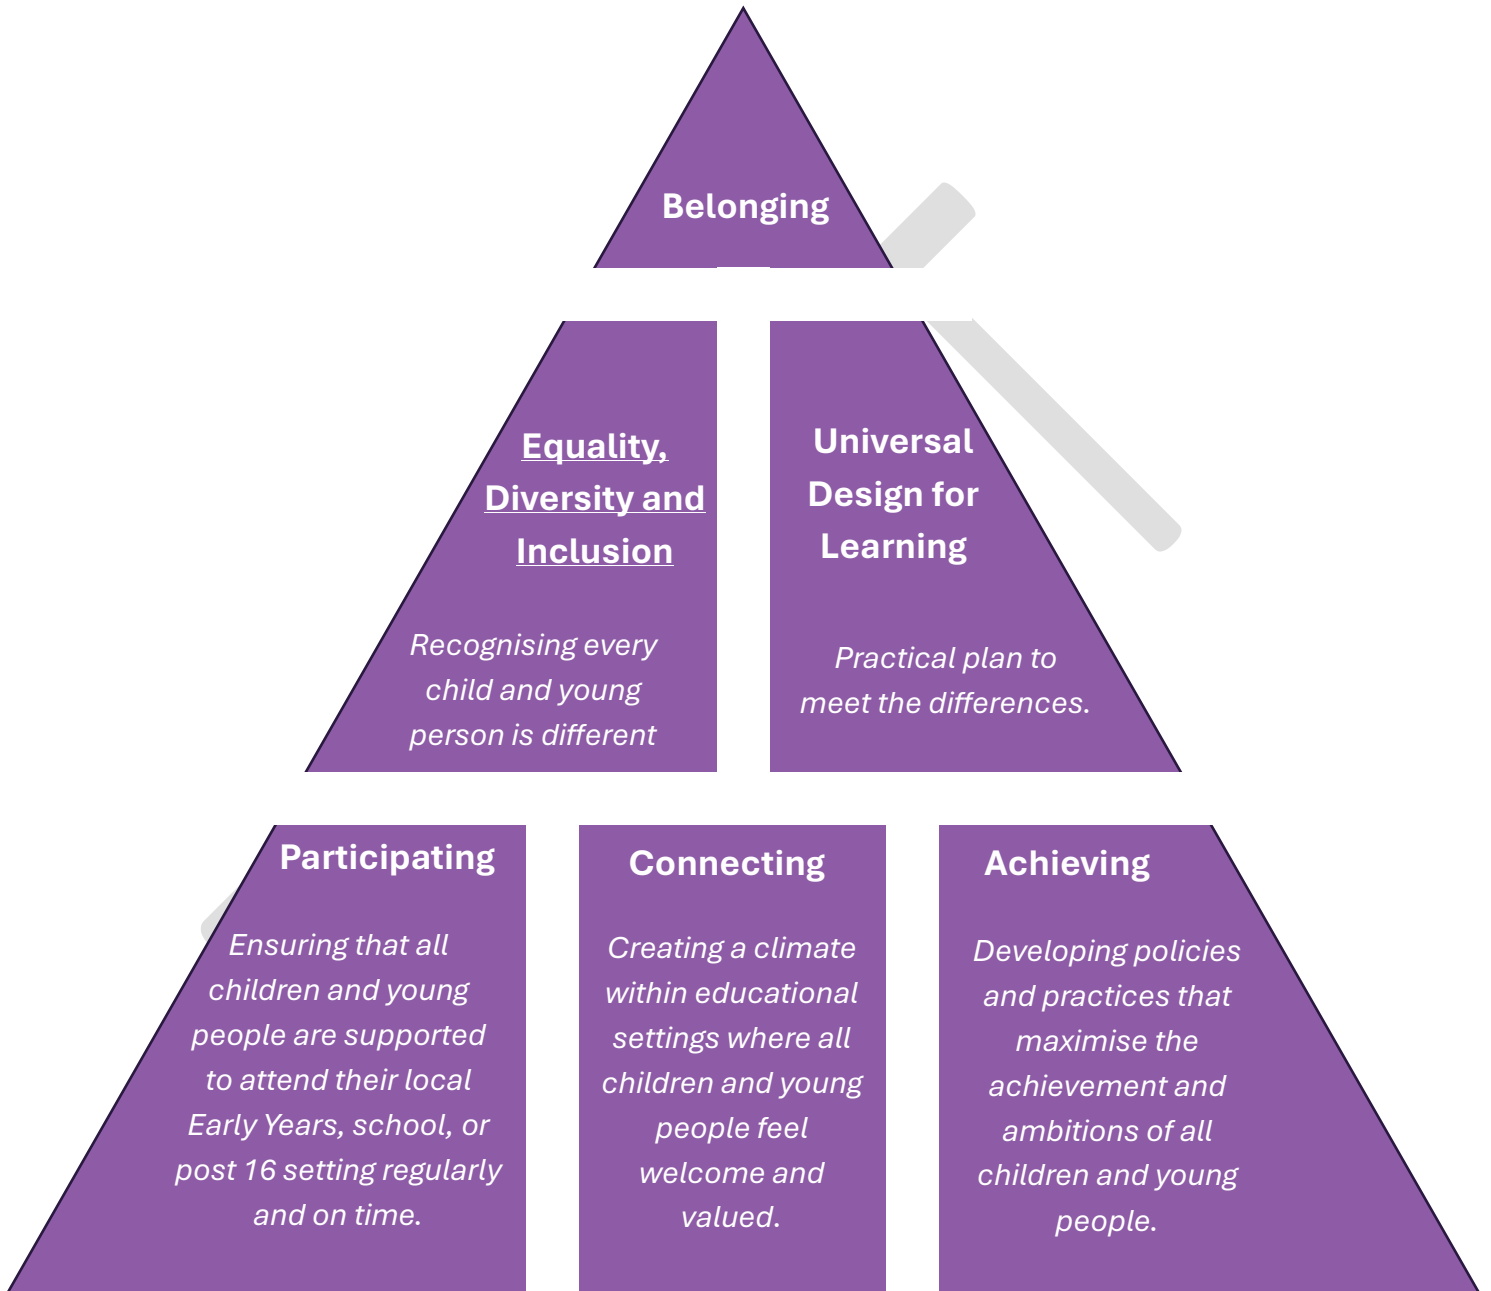 Belonging
Equality,
Diversity and
Inclusion
Recognising every
child and young
person is different
Universal
Design for
Learning
Practical plan to
meet the differences.
Participating
Ensuring that all
children and young
people are supported
to attend their local
Early Years, school, or
post 16 setting regularly
and on time.
Connecting
Creating a climate
within educational
settings where all
children and young
people feel
welcome and
valued.
Achieving
Developing policies
and practices that
maximise the
achievement and
ambitions of all
children and young
people.